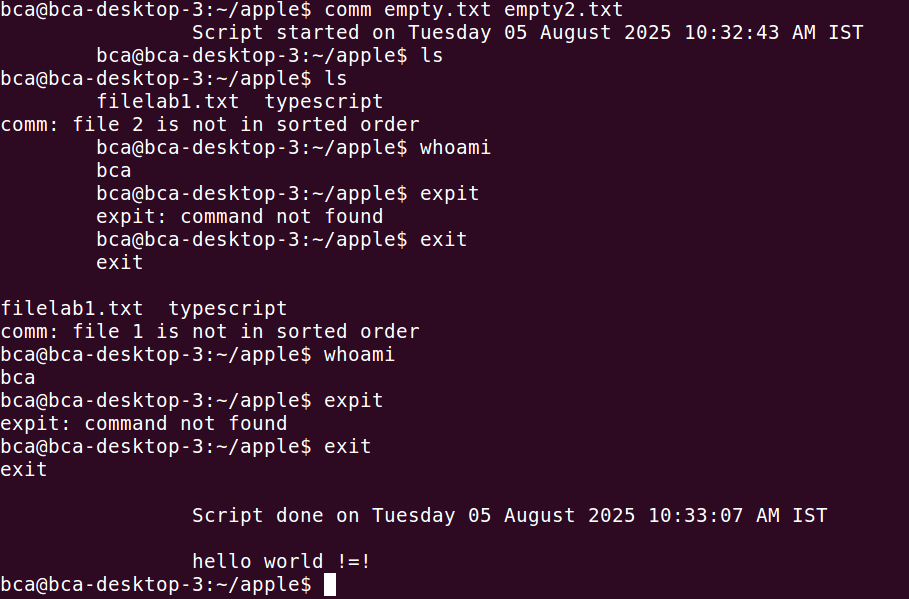 bca@bca-desktop-3:~/apple$ comm empty.txt empty2.txt
                Script started on Tuesday 05 August 2025 10:32:43 AM IST
        bca@bca-desktop-3:~/apple$ ls
bca@bca-desktop-3:~/apple$ ls
        filelab1.txt  typescript
comm: file 2 is not in sorted order
        bca@bca-desktop-3:~/apple$ whoami
        bca
        bca@bca-desktop-3:~/apple$ expit
        expit: command not found
        bca@bca-desktop-3:~/apple$ exit
        exit

filelab1.txt  typescript
comm: file 1 is not in sorted order
bca@bca-desktop-3:~/apple$ whoami
bca
bca@bca-desktop-3:~/apple$ expit
expit: command not found
bca@bca-desktop-3:~/apple$ exit
exit

                Script done on Tuesday 05 August 2025 10:33:07 AM IST

                hello world !=!
bca@bca-desktop-3:~/apple$